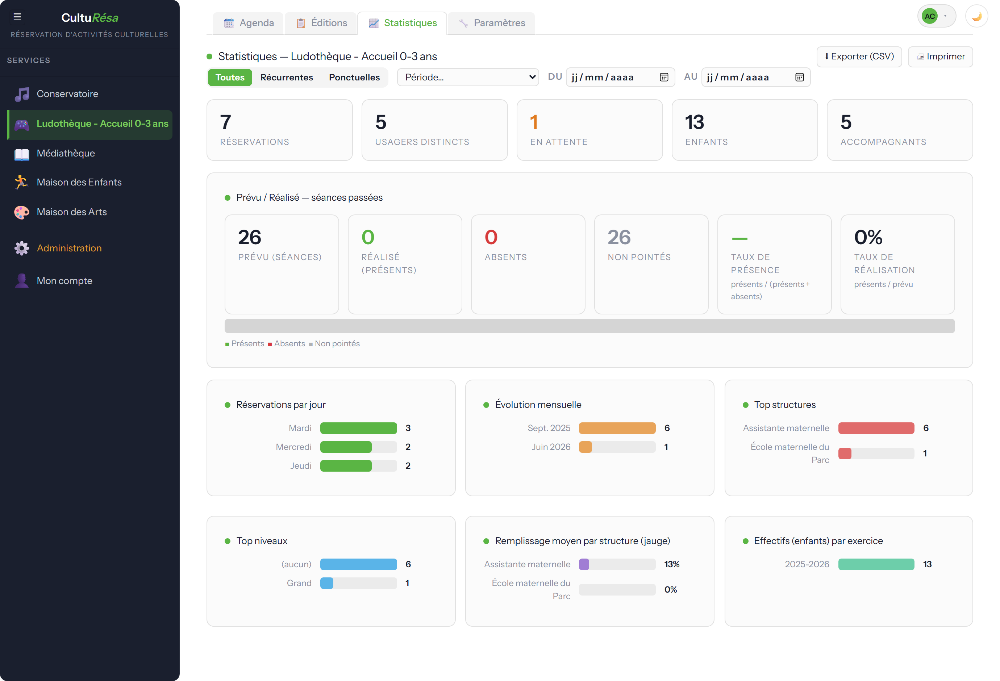 ☰ CultuRésa
RÉSERVATION D'ACTIVITÉS CULTURELLES
SERVICES
Conservatoire
Ludothèque - Accueil 0-3 ans
Médiathèque
Maison des Enfants
Maison des Arts
Administration
Mon compte
Agenda Éditions Statistiques Paramètres
AC
Statistiques — Ludothèque - Accueil 0-3 ans
Exporter (CSV) Imprimer
Toutes Récurrentes Ponctuelles Période... DU jj/mm/aaaa AU jj/mm/aaaa
7
RÉSERVATIONS
5
USAGERS DISTINCTS
1
EN ATTENTE
13
ENFANTS
5
ACCOMPAGNANTS
Prévu / Réalisé — séances passées
26
PRÉVU (SÉANCES)
0
RÉALISÉ
(PRÉSENTS)
0
ABSENTS
26
NON POINTÉS
—
TAUX DE
PRÉSENCE
présents / (présents +
absents)
0%
TAUX DE
RÉALISATION
présents / prévu
Présents Absents Non pointés
Réservations par jour
Mardi 3
Mercredi 2
Jeudi 2
Évolution mensuelle
Sept. 2025 6
Juin 2026 1
Top structures
Assistante maternelle 6
École maternelle du
Parc 1
Top niveaux
(aucun) 6
Grand 1
Remplissage moyen par structure (jauge)
Assistante maternelle 13%
École maternelle du
Parc 0%
Effectifs (enfants) par exercice
2025-2026 13